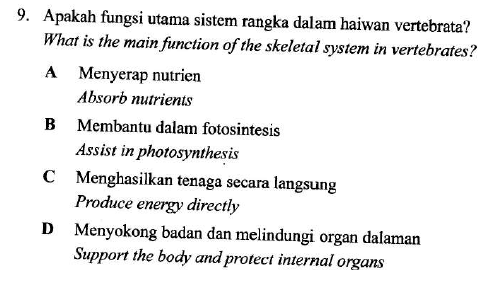 9. Apakah fungsi utama sistem rangka dalam haiwan vertebrata?
What is the main function of the skeletal system in vertebrates?
A Menyerap nutrien
Absorb nutrients
B Membantu dalam fotosintesis
Assist in photosynthesis
C Menghasilkan tenaga secara langsung
Produce energy directly
D Menyokong badan dan melindungi organ dalaman
Support the body and protect internal organs